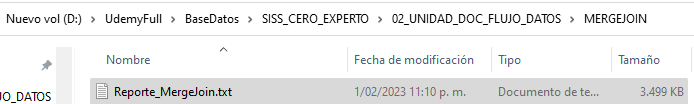 Nuevo vol (D:) > UdemyFull > BaseDatos > SISS_CERO_EXPERTO > 02_UNIDAD_DOC_FLUJO_DATOS > MERGEJOIN
Nombre Fecha de modificación Tipo Tamaño
JO_DATOS Reporte_MergeJoin.txt 1/02/2023 11:10 p. m. Documento de te... 3.499 KB